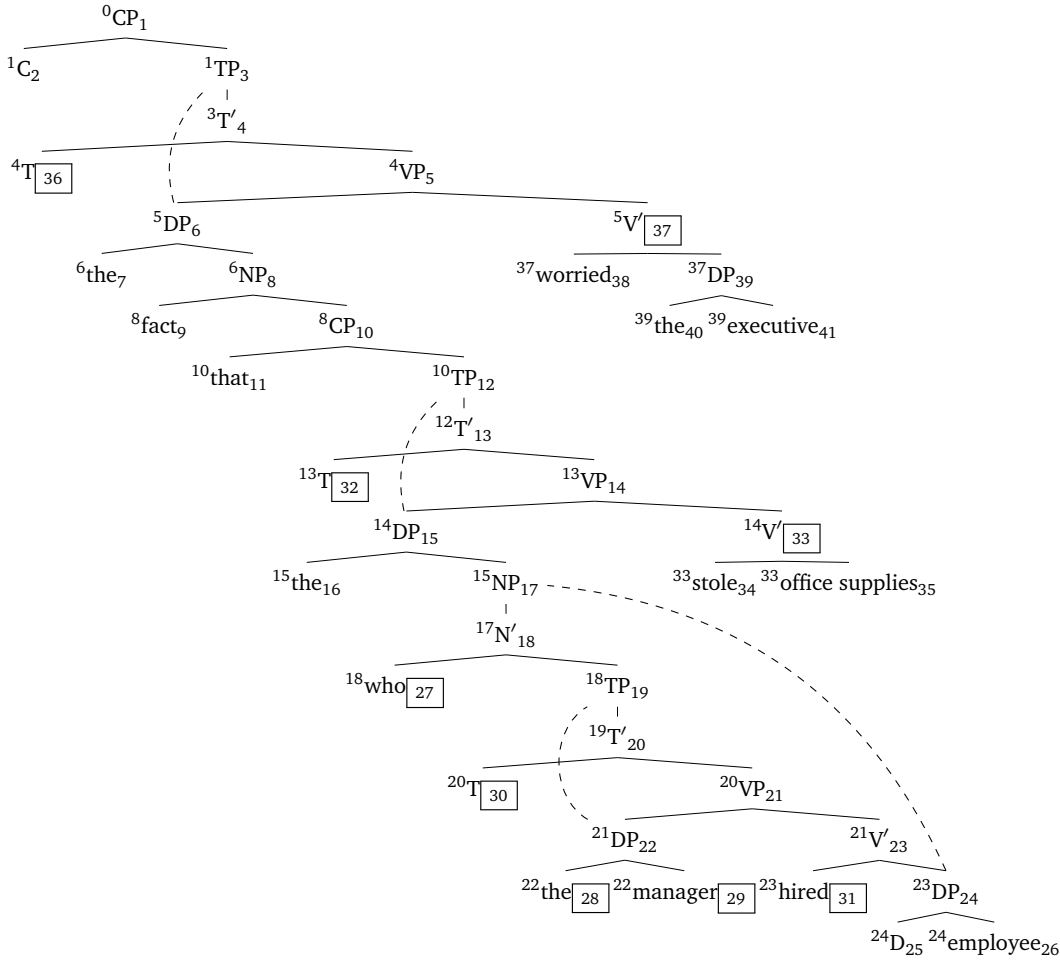 ⁰CP₁
¹C₂ ¹TP₃
³T′₄
⁴T 36 ⁴VP₅
⁵DP₆ ⁵V′ 37
⁶the₇ ⁶NP₈ ³⁷worried₃₈ ³⁷DP₃₉
⁸fact₉ ⁸CP₁₀ ³⁹the₄₀ ³⁹executive₄₁
¹⁰that₁₁ ¹⁰TP₁₂
¹²T′₁₃
¹³T 32 ¹³VP₁₄
¹⁴DP₁₅ ¹⁴V′ 33
¹⁵the₁₆ ¹⁵NP₁₇ ³³stole₃₄ ³³office supplies₃₅
¹⁷N′₁₈
¹⁸who 27 ¹⁸TP₁₉
¹⁹T′₂₀
²⁰T 30 ²⁰VP₂₁
²¹DP₂₂ ²¹V′₂₃
²²the 28 ²²manager 29 ²³hired 31 ²³DP₂₄
²⁴D₂₅ ²⁴employee₂₆